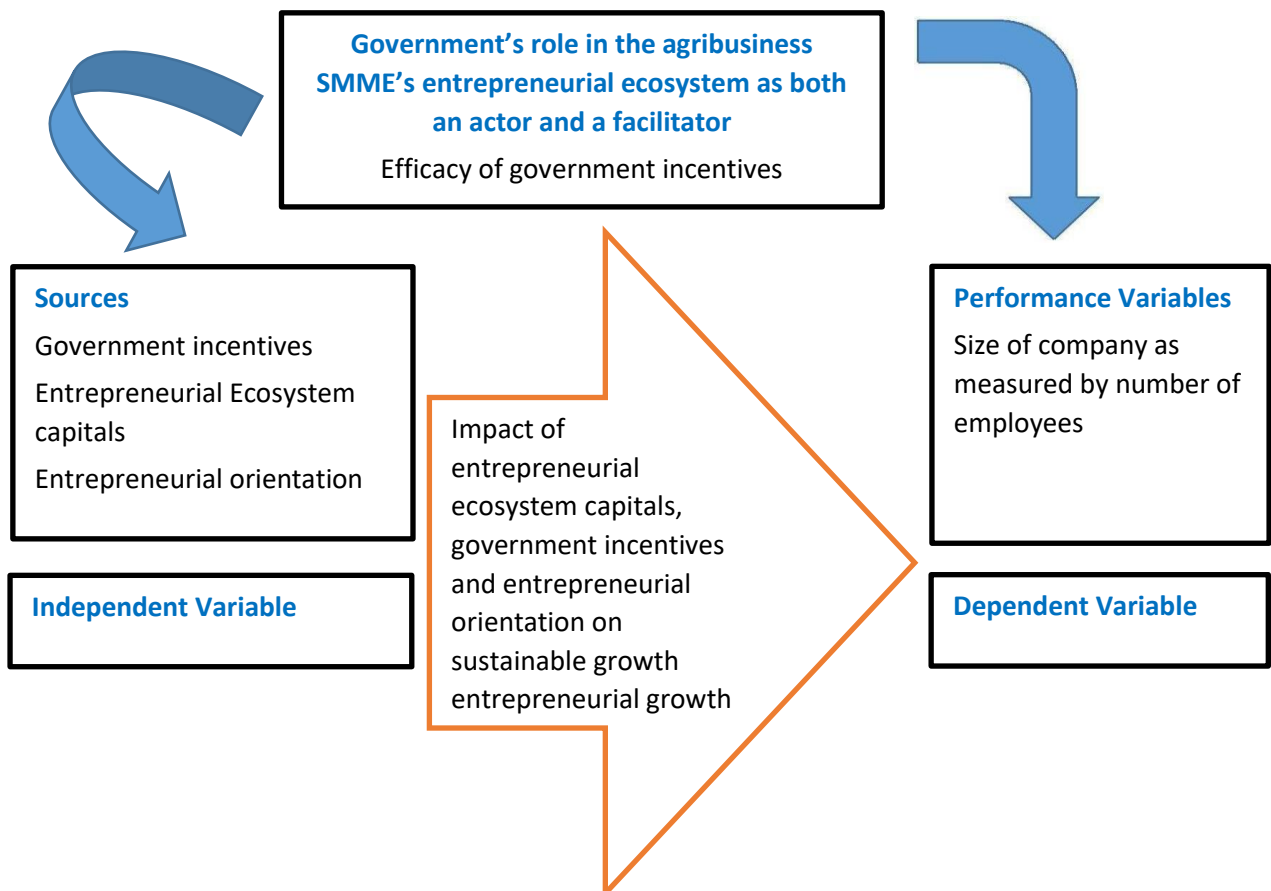 Government’s role in the agribusiness
SMME’s entrepreneurial ecosystem as both
an actor and a facilitator
Efficacy of government incentives
Sources
Government incentives
Entrepreneurial Ecosystem
capitals
Entrepreneurial orientation
Independent Variable
Impact of
entrepreneurial
ecosystem capitals,
government incentives
and entrepreneurial
orientation on
sustainable growth
entrepreneurial growth
Performance Variables
Size of company as
measured by number of
employees
Dependent Variable